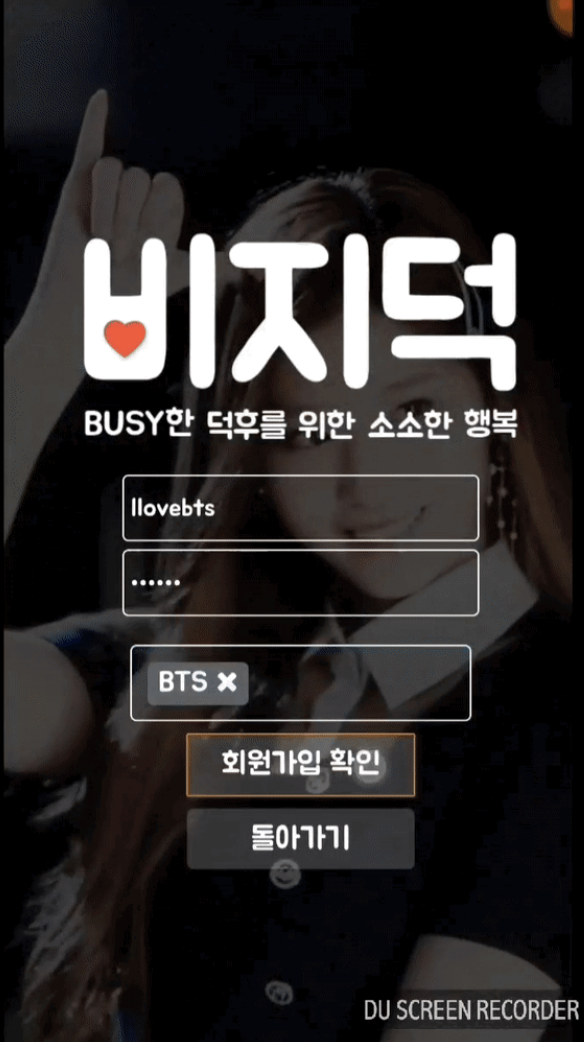 비지덕
BUSY한 덕후를 위한 소소한 행복
llovebts
••••••
BTS ✖
회원가입 확인
돌아가기
DU SCREEN RECORDER